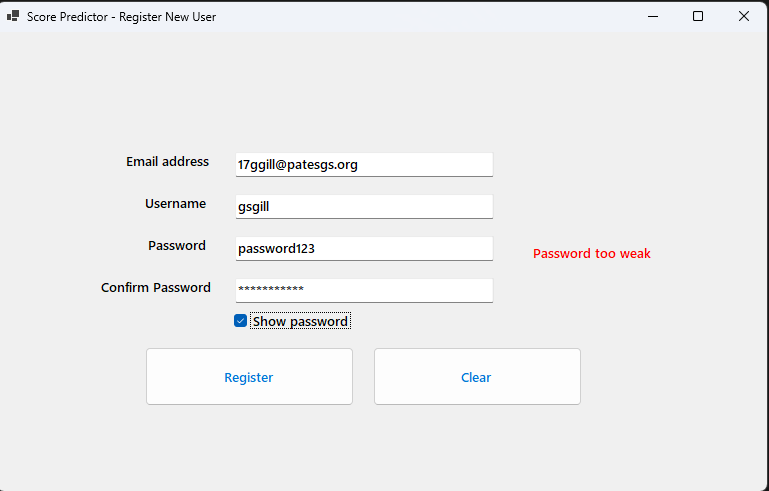 Score Predictor - Register New User
Email address 17ggill@patesgs.org
Username gsgill
Password password123 Password too weak
Confirm Password ***********
Show password
Register Clear